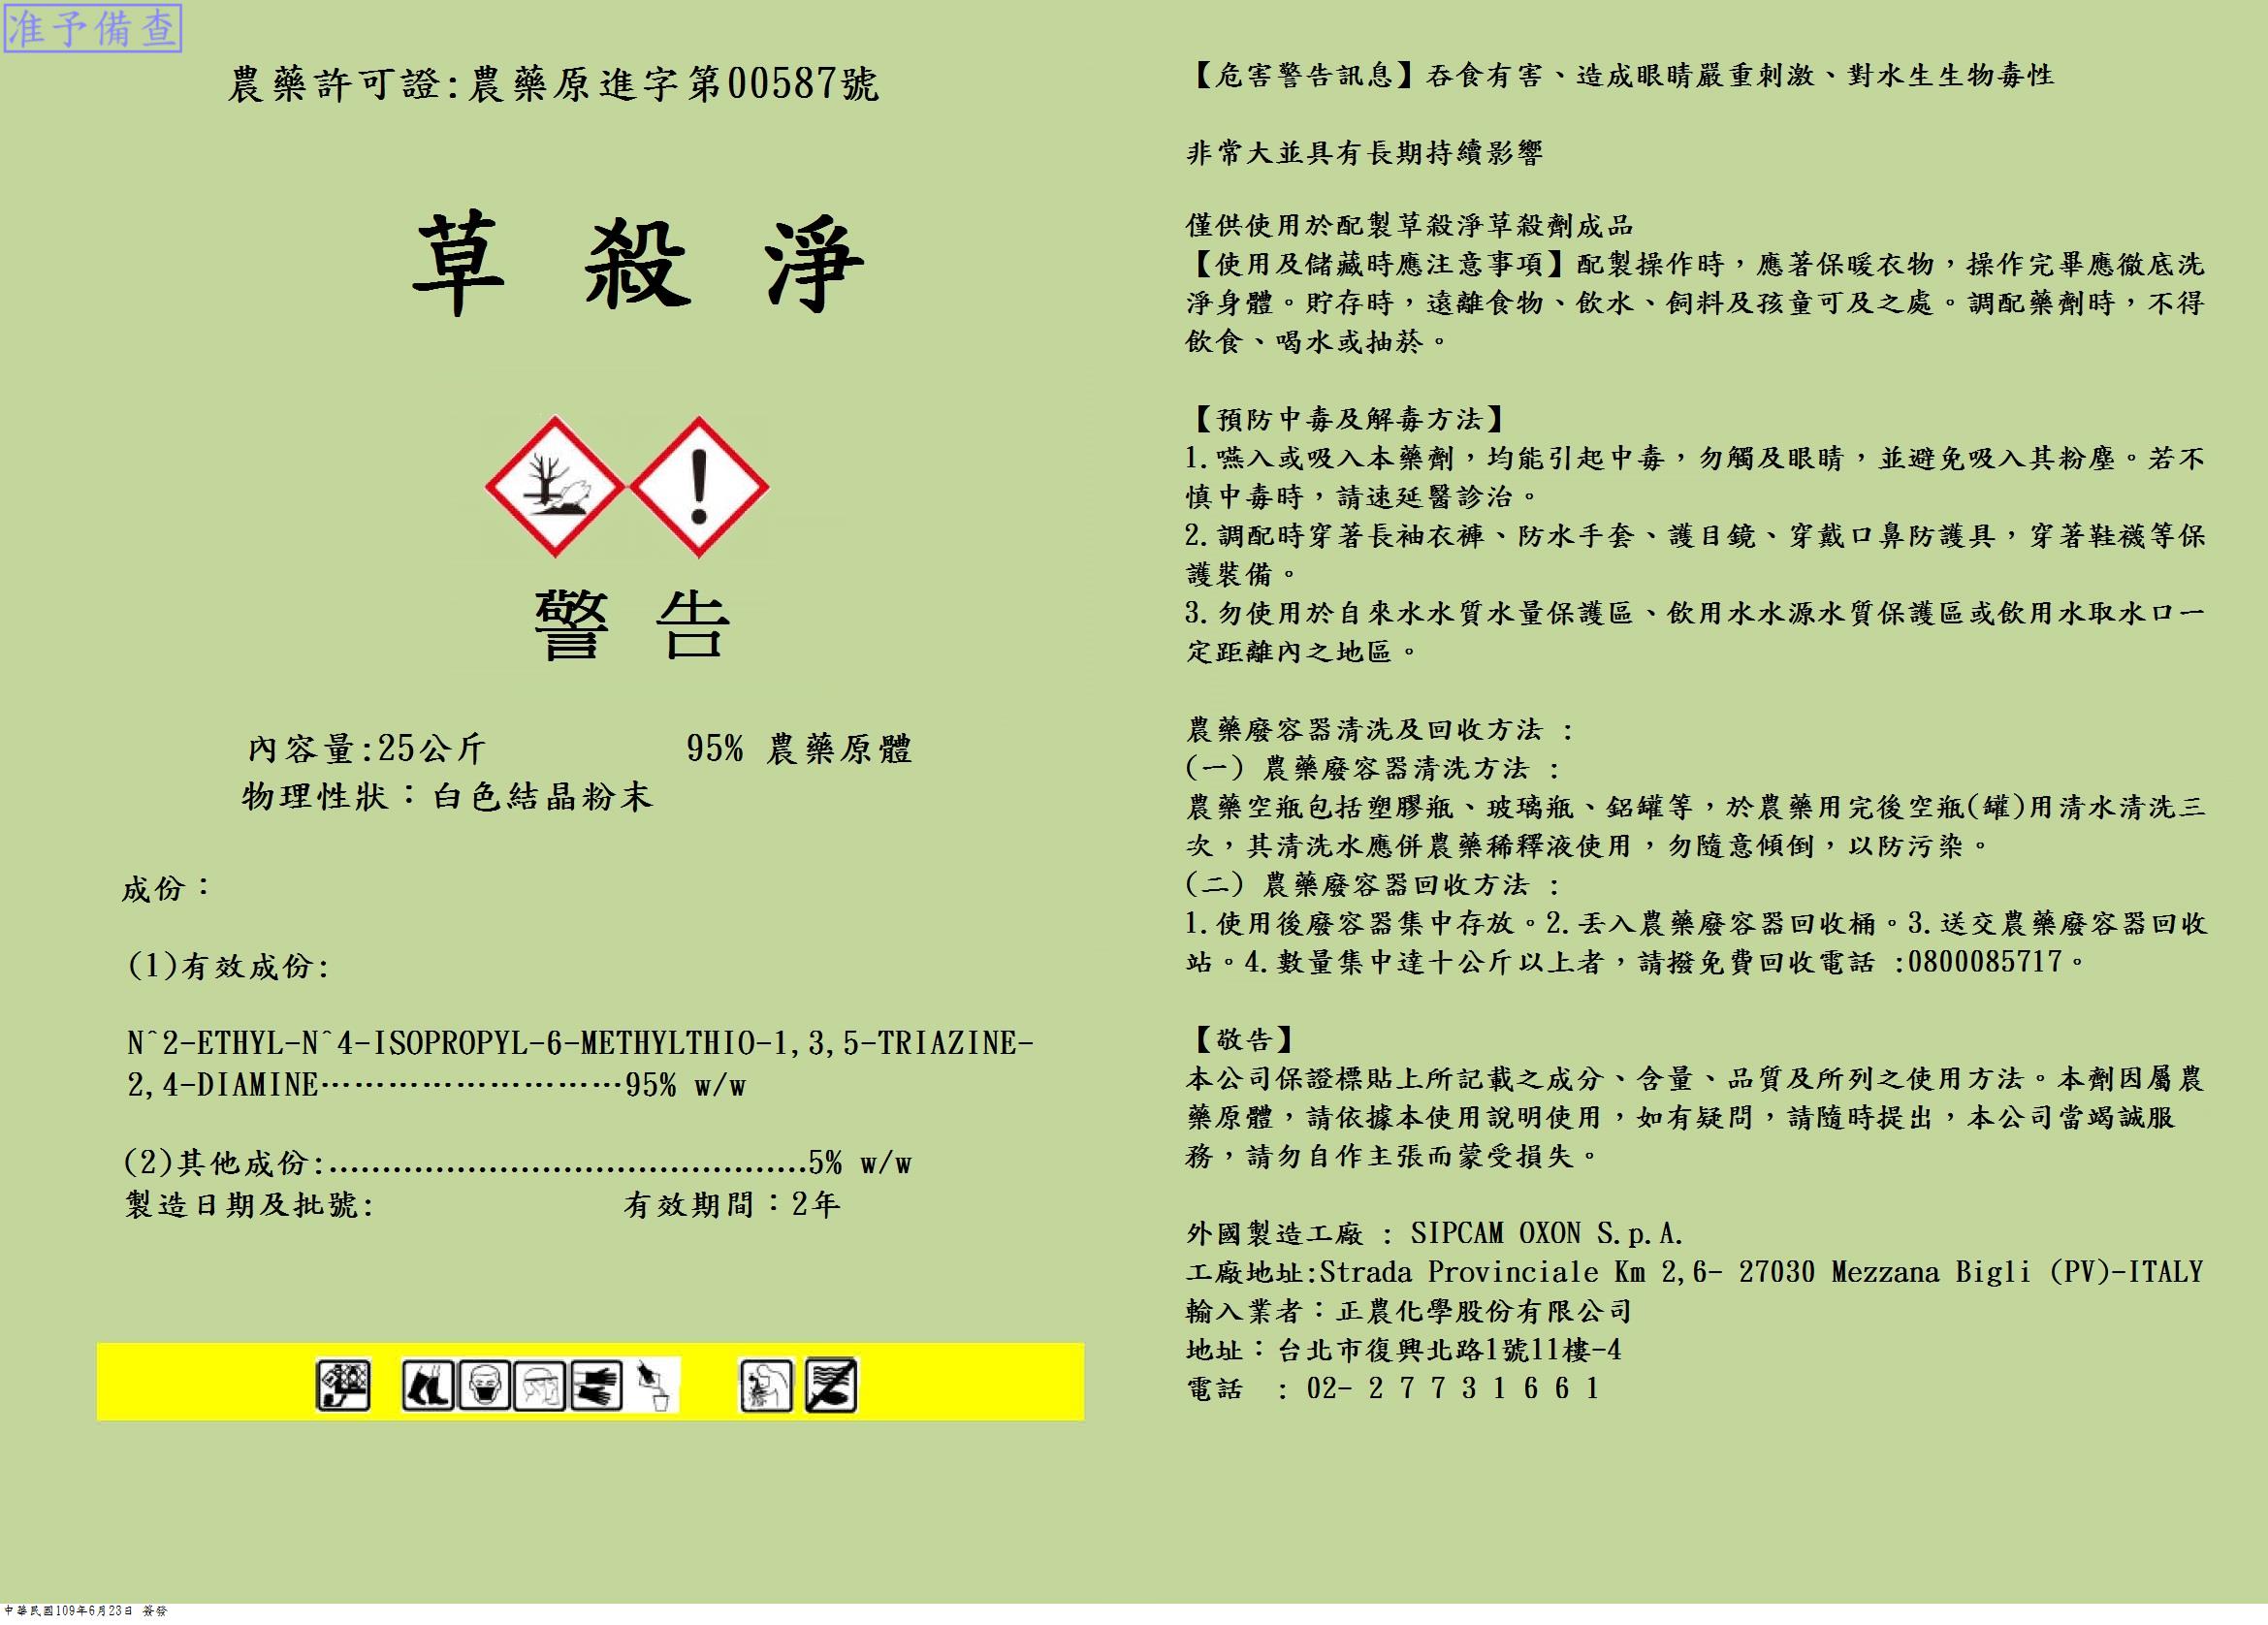 准予備查
農藥許可證:農藥原進字第00587號
草 殺 淨
警 告
內容量:25公斤 95% 農藥原體
物理性狀：白色結晶粉末
成份：
(1)有效成份:
N^2-ETHYL-N^4-ISOPROPYL-6-METHYLTHIO-1,3,5-TRIAZINE-
2,4-DIAMINE………………………95% w/w
(2)其他成份:.............................................5% w/w
製造日期及批號: 有效期間：2年
【危害警告訊息】吞食有害、造成眼睛嚴重刺激、對水生生物毒性
非常大並具有長期持續影響
僅供使用於配製草殺淨草殺劑成品
【使用及儲藏時應注意事項】配製操作時，應著保暖衣物，操作完畢應徹底洗
淨身體。貯存時，遠離食物、飲水、飼料及孩童可及之處。調配藥劑時，不得
飲食、喝水或抽菸。
【預防中毒及解毒方法】
1.嚥入或吸入本藥劑，均能引起中毒，勿觸及眼睛，並避免吸入其粉塵。若不
慎中毒時，請速延醫診治。
2.調配時穿著長袖衣褲、防水手套、護目鏡、穿戴口鼻防護具，穿著鞋襪等保
護裝備。
3.勿使用於自來水水質水量保護區、飲用水水源水質保護區或飲用水取水口一
定距離內之地區。
農藥廢容器清洗及回收方法 :
(一) 農藥廢容器清洗方法 :
農藥空瓶包括塑膠瓶、玻璃瓶、鋁罐等，於農藥用完後空瓶(罐)用清水清洗三
次，其清洗水應併農藥稀釋液使用，勿隨意傾倒，以防污染。
(二) 農藥廢容器回收方法 :
1.使用後廢容器集中存放。2.丟入農藥廢容器回收桶。3.送交農藥廢容器回收
站。4.數量集中達十公斤以上者，請撥免費回收電話 :0800085717。
【敬告】
本公司保證標貼上所記載之成分、含量、品質及所列之使用方法。本劑因屬農
藥原體，請依據本使用說明使用，如有疑問，請隨時提出，本公司當竭誠服
務，請勿自作主張而蒙受損失。
外國製造工廠 : SIPCAM OXON S.p.A.
工廠地址:Strada Provinciale Km 2,6- 27030 Mezzana Bigli (PV)-ITALY
輸入業者：正農化學股份有限公司
地址：台北市復興北路1號11樓-4
電話 : 02- 2 7 7 3 1 6 6 1
中華民國109年6月23日 簽發